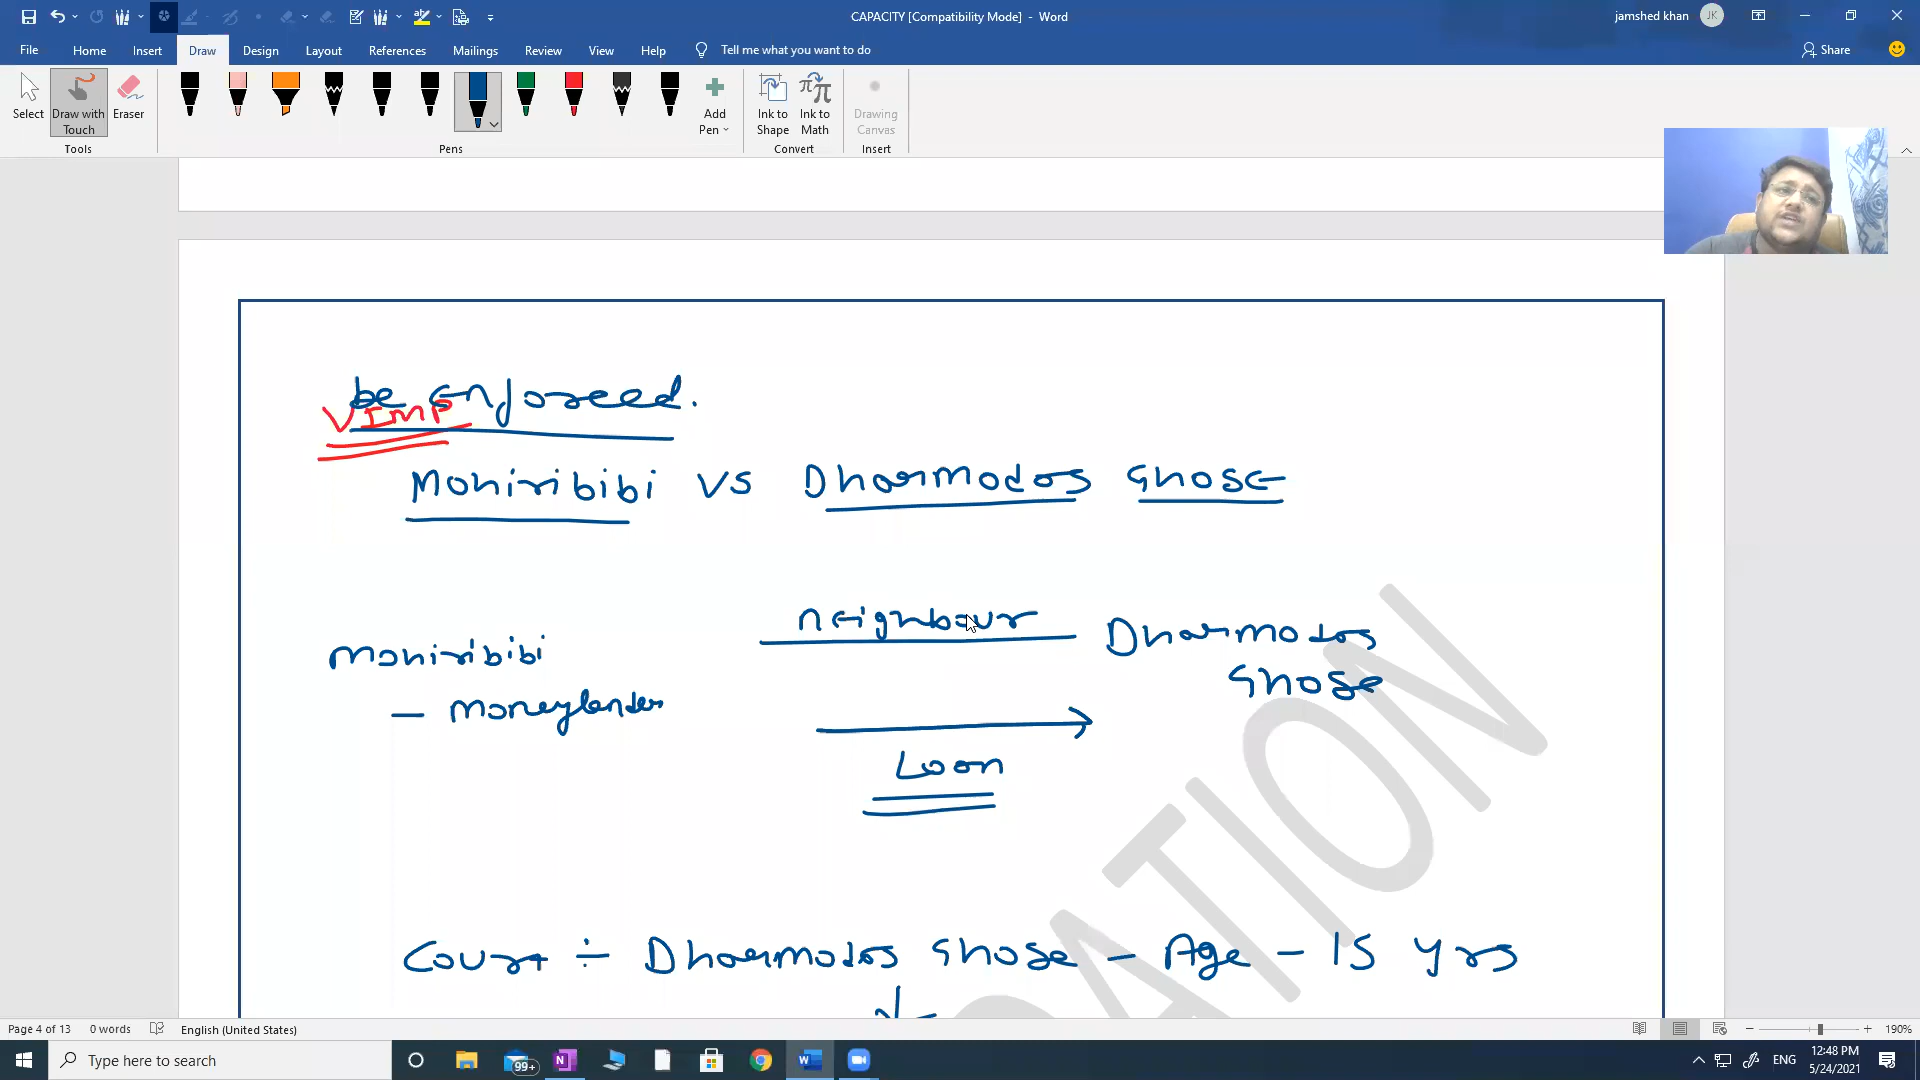 CAPACITY [Compatibility Mode] - Word
jamshed khan JK
File Home Insert Draw Design Layout References Mailings Review View Help Tell me what you want to do Share
Select Draw with Touch Eraser Add Pen Ink to Shape Ink to Math Drawing Canvas
Tools Pens Convert Insert
be enforced.
V IMP
Mohiribibi VS Dharmodas Ghose
neighbour
Mohiribibi Dharmodas Ghose
- Moneylender
Loan
Court ÷ Dharmodas Ghose - Age - 15 yrs
ATION
Page 4 of 13 0 words English (United States) 190%
Type here to search 99+ ENG 12:48 PM
5/24/2021